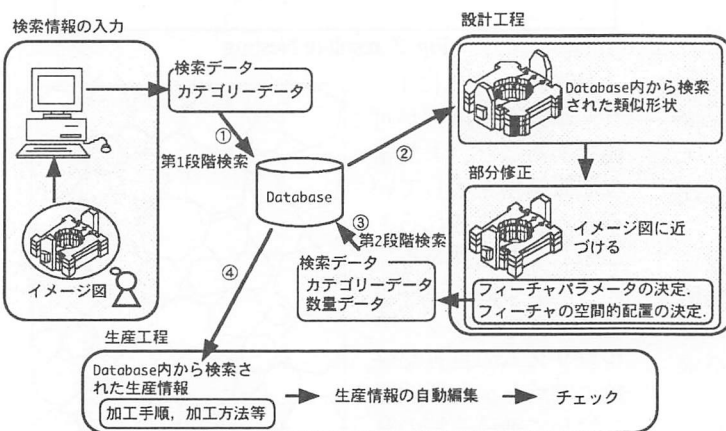 検索情報の入力
イメージ図
検索データ
カテゴリーデータ
①
第1段階検索
Database
②
設計工程
Database内から検索
された類似形状
部分修正
イメージ図に近
づける
フィーチャパラメータの決定.
フィーチャの空間的配置の決定.
③
第2段階検索
検索データ
カテゴリーデータ
数量データ
④
生産工程
Database内から検索さ
れた生産情報
加工手順, 加工方法等
生産情報の自動編集
チェック